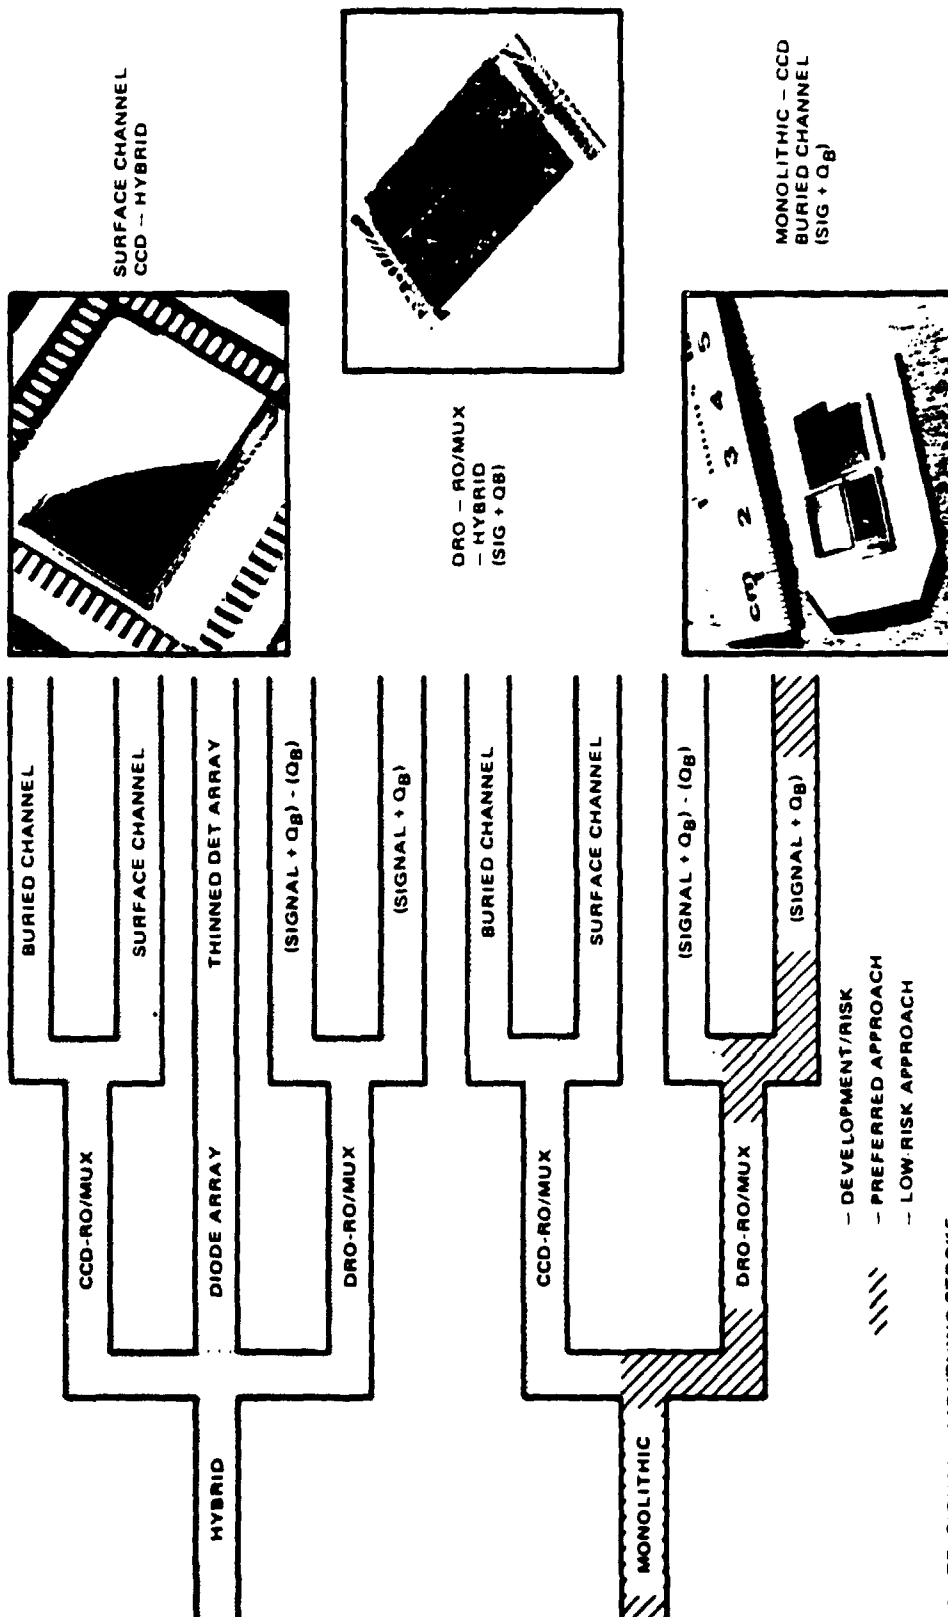 HYBRID
CCD-RO/MUX
DIODE ARRAY
DRO-RO/MUX
BURIED CHANNEL
SURFACE CHANNEL
THINNED DET ARRAY
(SIGNAL + QB) - (QB)
(SIGNAL + QB)
MONOLITHIC
CCD-RO/MUX
DRO-RO/MUX
BURIED CHANNEL
SURFACE CHANNEL
(SIGNAL + QB) - (QB)
(SIGNAL + QB)
SURFACE CHANNEL
CCD – HYBRID
DRO – RO/MUX
– HYBRID
(SIG + QB)
MONOLITHIC – CCD
BURIED CHANNEL
(SIG + QB)
cm 1 2 3 4 5
– DEVELOPMENT/RISK
– PREFERRED APPROACH
– LOW-RISK APPROACH